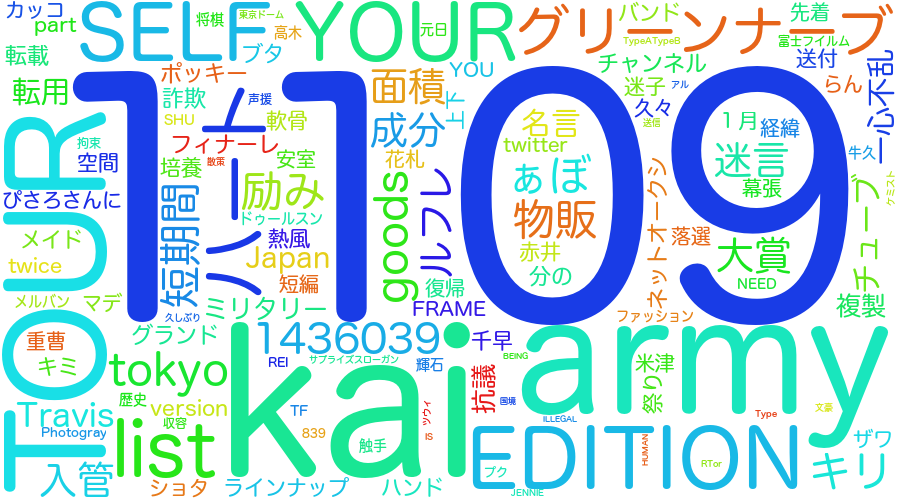 カッコ
part
転載
転用
SELF
将棋
東京ドーム
高木
ブタ
ポッキー
詐欺
声援
YOUR
元日
面積
成分
グリーンナーブ
バンド
TypeATypeB
先着
富士フイルム
送付
チャンネル
YOU
迷子
アル
らん
久々
一心不乱
1109
SHU
軟骨
フィナーレ
上下
名言
twitter
送信
1月
経緯
迷言
幕張
牛久
ケミスト
拘束
空間
培養
散策
安室
花札
TOUR
ぴさろさんに
励み
ドゥールスン
goods
ルフレ
ぁぼ
物販
ネットオークシ
落選
大賞
NEED
チューブ
メイド
twice
短期間
熱風
Japan
短編
赤井
分の
復帰
メルバン
マデ
久しぶり
ミリタリー
FRAME
ファッション
複製
重曹
グランド
1436039
千早
キミ
tokyo
REI
サプライズスローガン
輝石
BEING
米津
祭り
kai
army
抗議
歴史
version
Travis
Photogray
収容
list
TF
839
触手
ツウィ
IS
国境
ILLEGAL
Type
文豪
EDITION
HUMAN
ザワ
キリ
入管
ショタ
ラインナップ
ハンド
プク
RTor
JENNIE